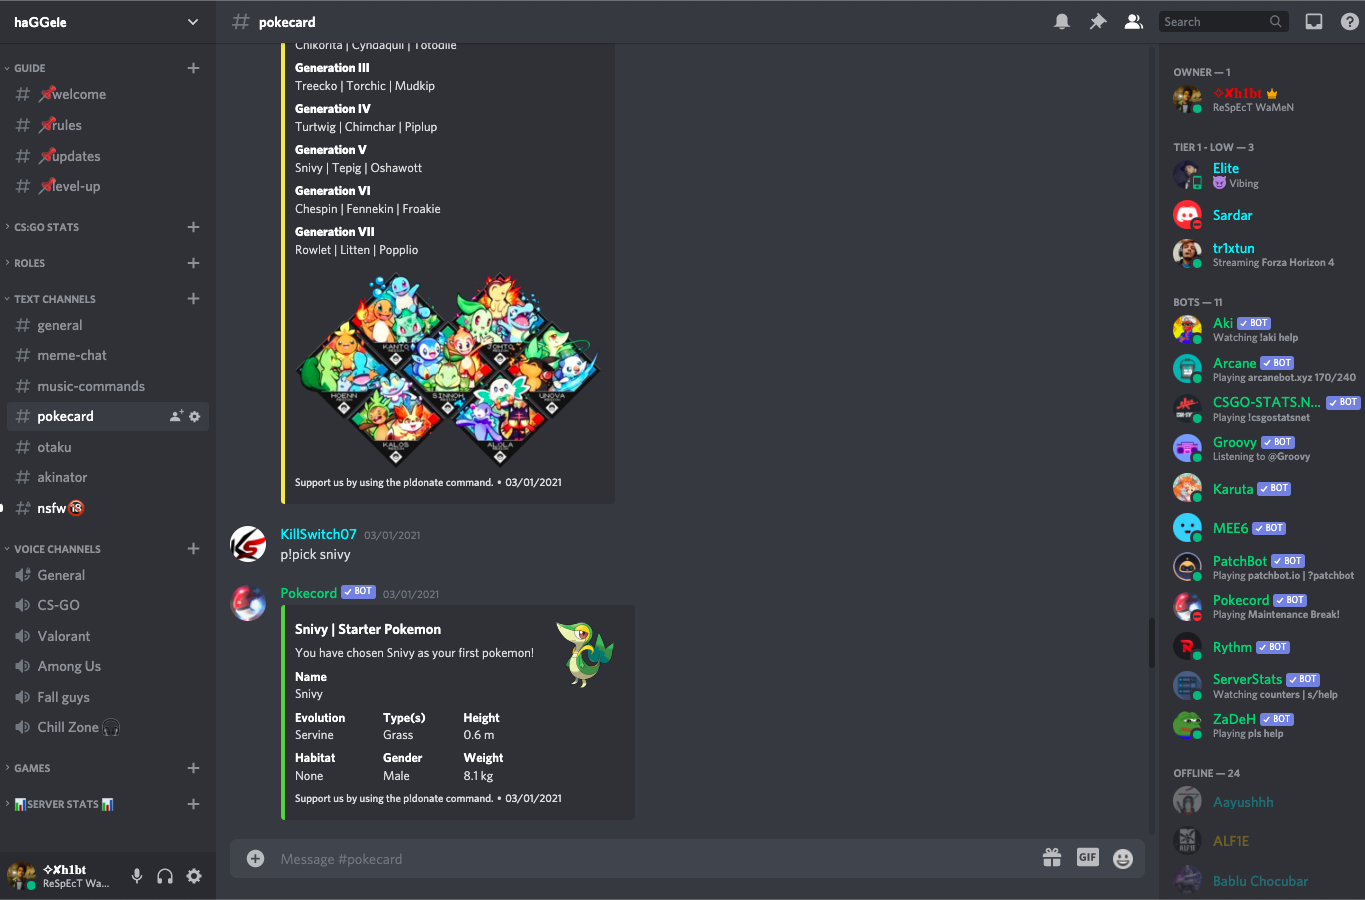 haGGele
GUIDE
welcome
rules
updates
level-up
CS:GO STATS
ROLES
TEXT CHANNELS
general
meme-chat
music-commands
pokecard
otaku
akinator
nsfw🔞
VOICE CHANNELS
General
CS-GO
Valorant
Among Us
Fall guys
Chill Zone🎧
GAMES
📊SERVER STATS📊
✧✘h1bt
ReSpEcT Wa...
# pokecard
Search
Chikorita | Cyndaquil | Totodile
Generation III
Treecko | Torchic | Mudkip
Generation IV
Turtwig | Chimchar | Piplup
Generation V
Snivy | Tepig | Oshawott
Generation VI
Chespin | Fennekin | Froakie
Generation VII
Rowlet | Litten | Popplio
KANTO
JOHTO
HOENN
SINNOH
UNOVA
KALOS
ALOLA
Support us by using the p!donate command. • 03/01/2021
KillSwitch07 03/01/2021
p!pick snivy
Pokecord ✓ BOT 03/01/2021
Snivy | Starter Pokemon
You have chosen Snivy as your first pokemon!
Name
Snivy
Evolution Type(s) Height
Servine Grass 0.6 m
Habitat Gender Weight
None Male 8.1 kg
Support us by using the p!donate command. • 03/01/2021
Message #pokecard
GIF
OWNER — 1
✧✘h1bt
ReSpEcT WaMeN
TIER 1 - LOW — 3
Elite
😈 Vibing
Sardar
tr1xtun
Streaming Forza Horizon 4
BOTS — 11
Aki ✓ BOT
Watching !aki help
Arcane ✓ BOT
Playing arcanebot.xyz 170/240
CSGO-STATS.N... ✓ BOT
Playing !csgostatsnet
Groovy ✓ BOT
Listening to @Groovy
Karuta ✓ BOT
MEE6 ✓ BOT
PatchBot ✓ BOT
Playing patchbot.io | ?patchbot
Pokecord ✓ BOT
Playing Maintenance Break!
Rythm ✓ BOT
ServerStats ✓ BOT
Watching counters | s/help
ZaDeH ✓ BOT
Playing pls help
OFFLINE — 24
Aayushhh
ALF1E
Bablu Chocubar